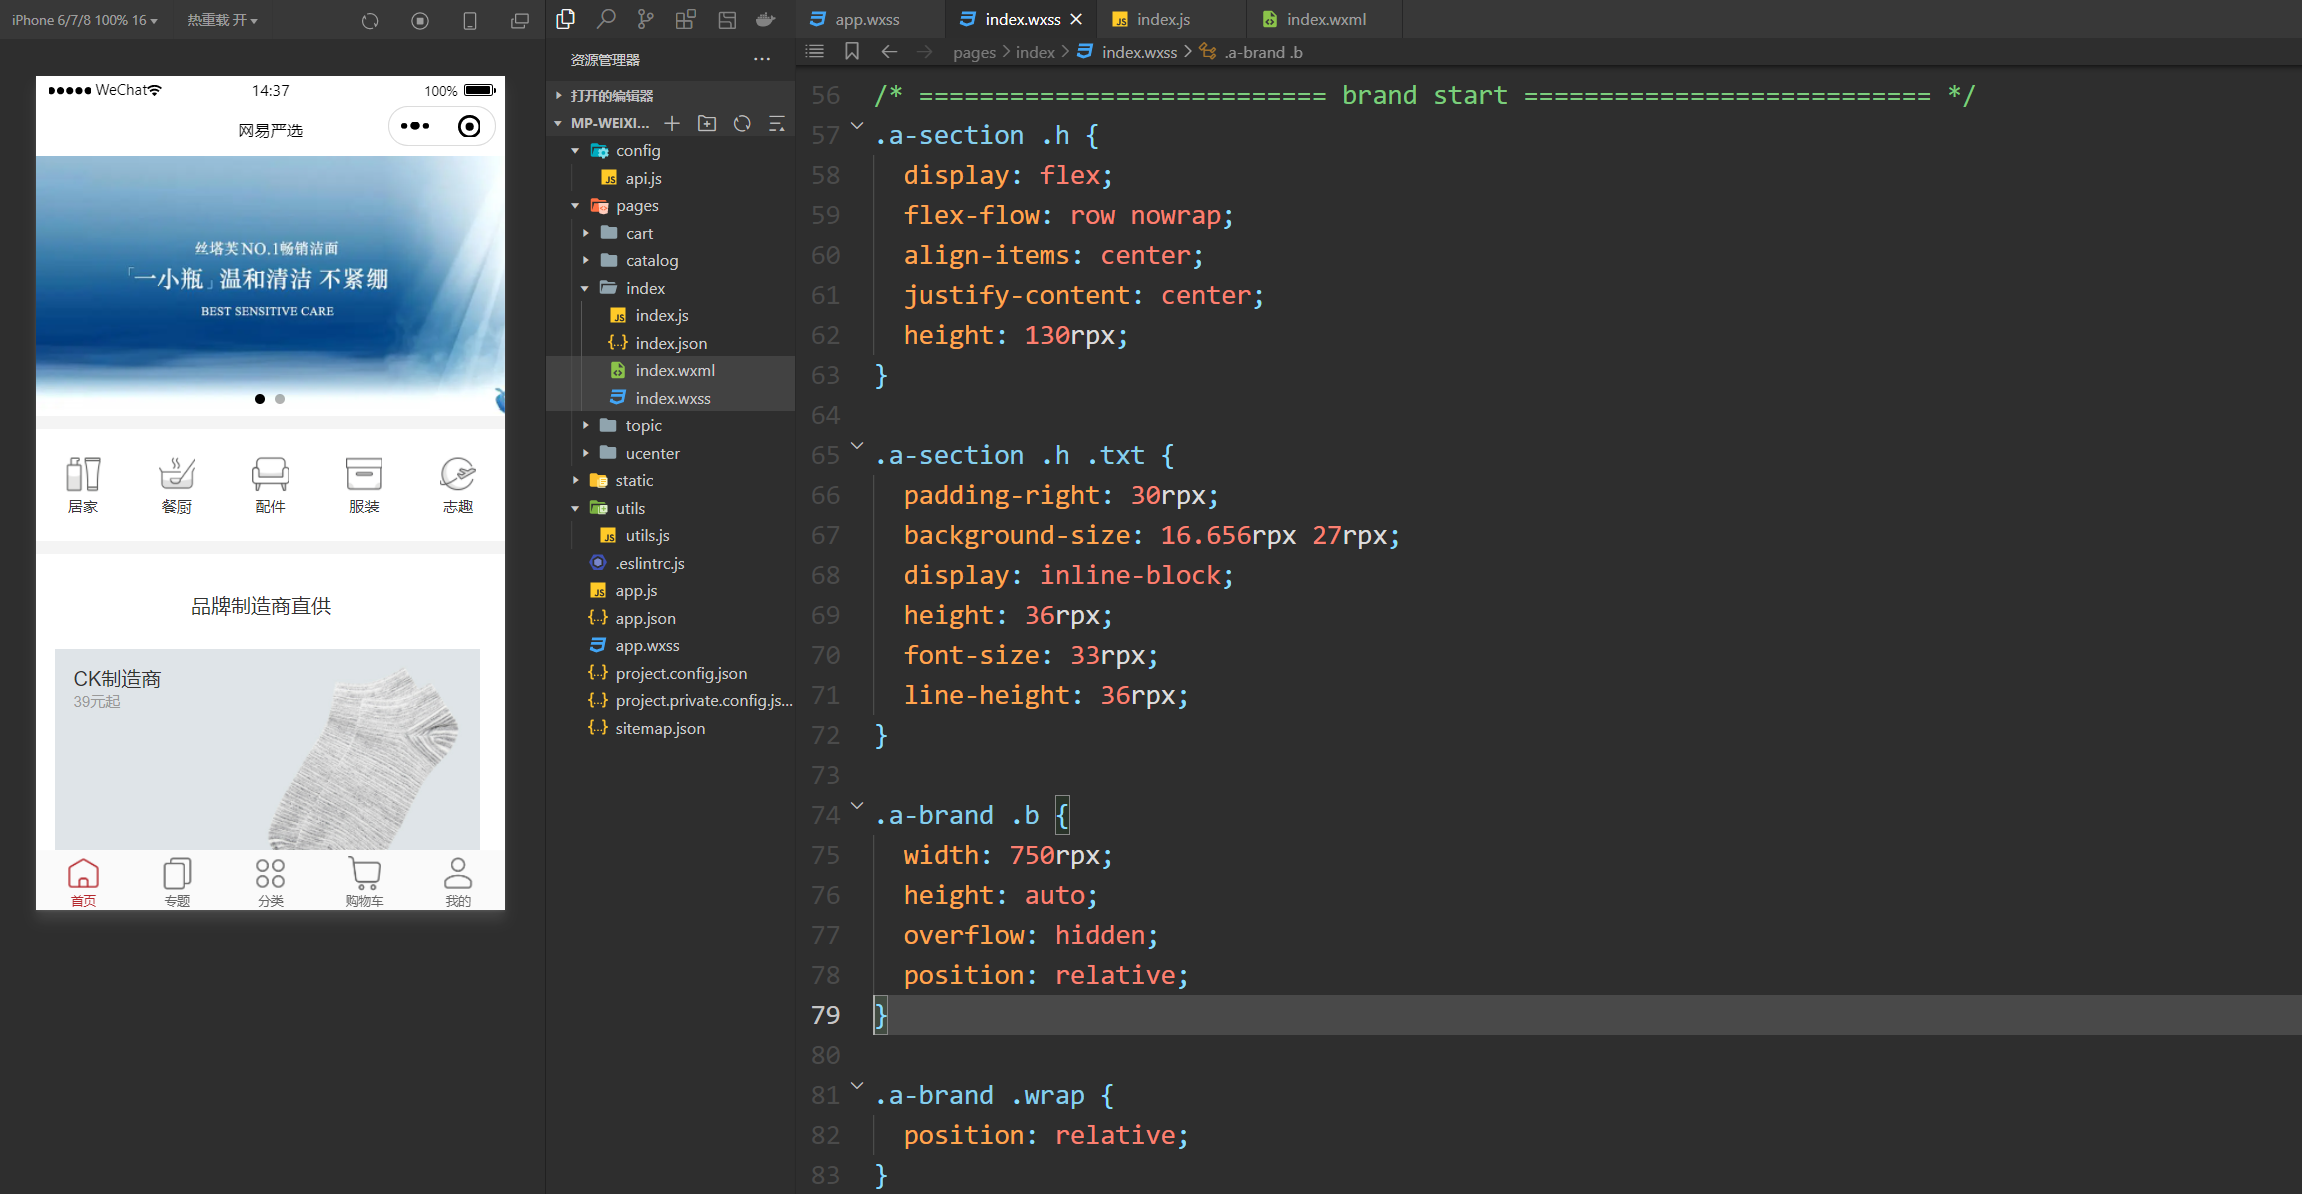 iPhone 6/7/8 100% 16
热重载 开
WeChat
14:37
100%
网易严选
丝塔芙NO.1畅销洁面
「一小瓶」温和清洁 不紧绷
BEST SENSITIVE CARE
居家
餐厨
配件
服装
志趣
品牌制造商直供
CK制造商
39元起
首页
专题
分类
购物车
我的
资源管理器
打开的编辑器
MP-WEIXI...
config
api.js
pages
cart
catalog
index
index.js
index.json
index.wxml
index.wxss
topic
ucenter
static
utils
utils.js
.eslintrc.js
app.js
app.json
app.wxss
project.config.json
project.private.config.js...
sitemap.json
app.wxss
index.wxss
index.js
index.wxml
pages > index > index.wxss > .a-brand .b
56 /* =========================== brand start =========================== */
57 .a-section .h {
58 display: flex;
59 flex-flow: row nowrap;
60 align-items: center;
61 justify-content: center;
62 height: 130rpx;
63 }
64
65 .a-section .h .txt {
66 padding-right: 30rpx;
67 background-size: 16.656rpx 27rpx;
68 display: inline-block;
69 height: 36rpx;
70 font-size: 33rpx;
71 line-height: 36rpx;
72 }
73
74 .a-brand .b {
75 width: 750rpx;
76 height: auto;
77 overflow: hidden;
78 position: relative;
79 }
80
81 .a-brand .wrap {
82 position: relative;
83 }